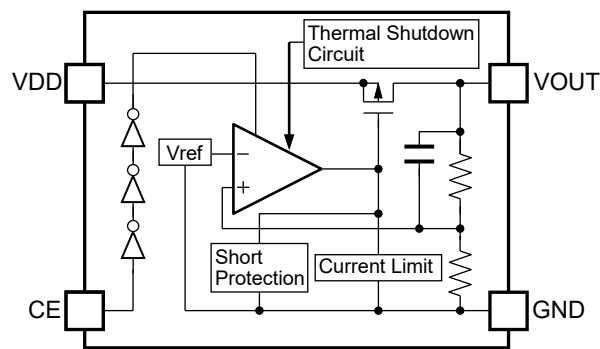 Thermal Shutdown
Circuit
VDD
VOUT
Vref
−
+
Short
Protection
Current Limit
CE
GND